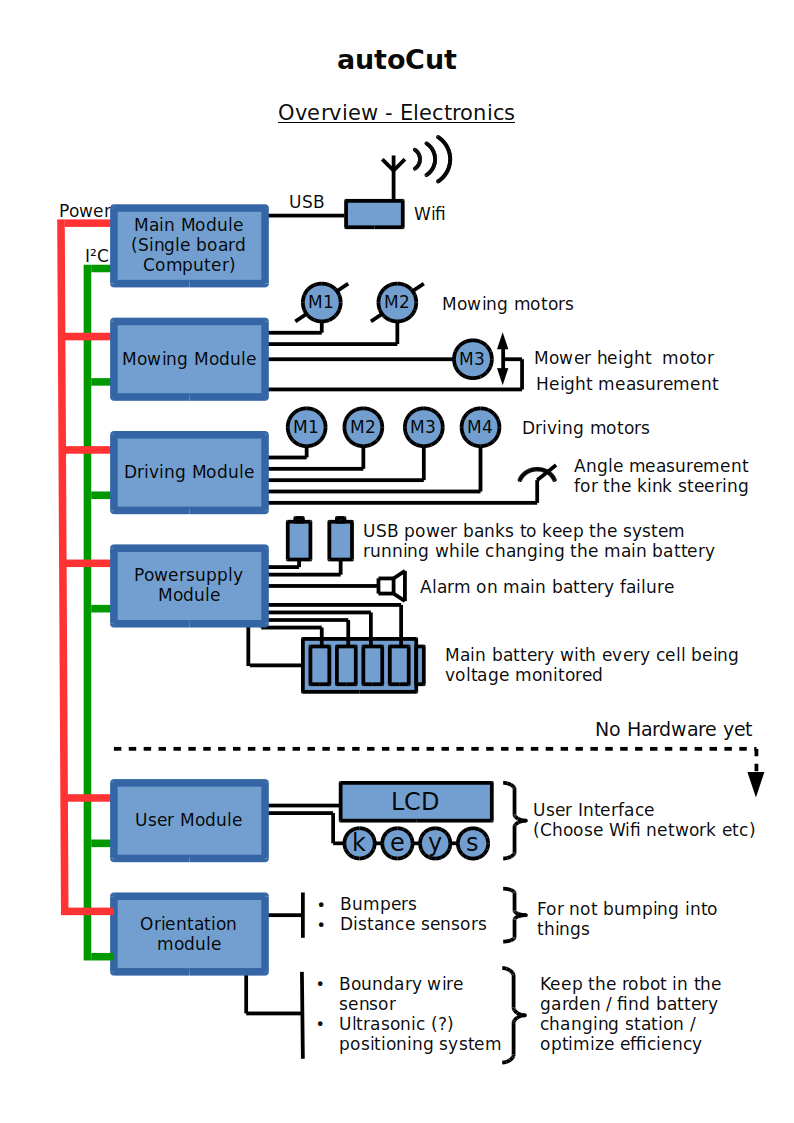 autoCut
Overview - Electronics
USB
Wifi
Power
I²C
Main Module
(Single board
Computer)
M1
M2
Mowing motors
Mowing Module
M3
Mower height  motor
Height measurement
M1
M2
M3
M4
Driving motors
Driving Module
Angle measurement
for the kink steering
USB power banks to keep the system
running while changing the main battery
Powersupply
Module
Alarm on main battery failure
Main battery with every cell being
voltage monitored
No Hardware yet
User Module
LCD
k e y s
User Interface
(Choose Wifi network etc)
Orientation
module
• Bumpers
• Distance sensors
For not bumping into
things
• Boundary wire
sensor
• Ultrasonic (?)
positioning system
Keep the robot in the
garden / find battery
changing station /
optimize efficiency